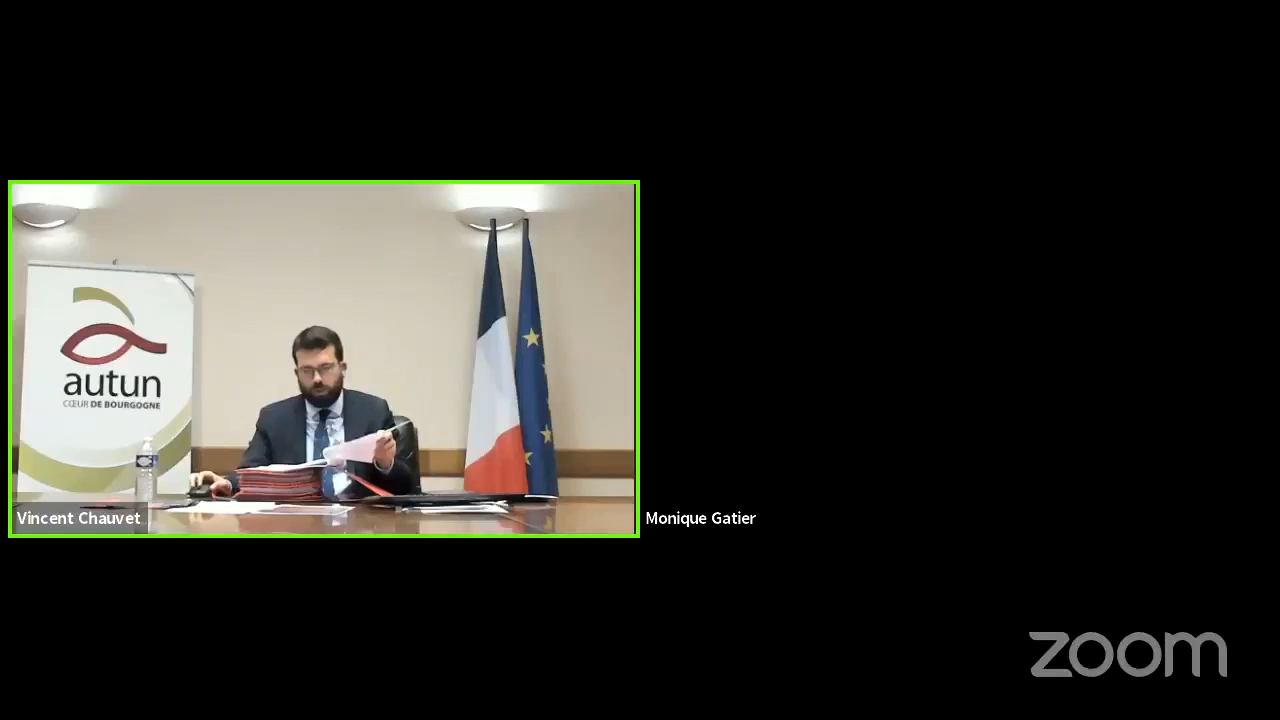 autun
CŒUR DE BOURGOGNE
Vincent Chauvet
Monique Gatier
zoom